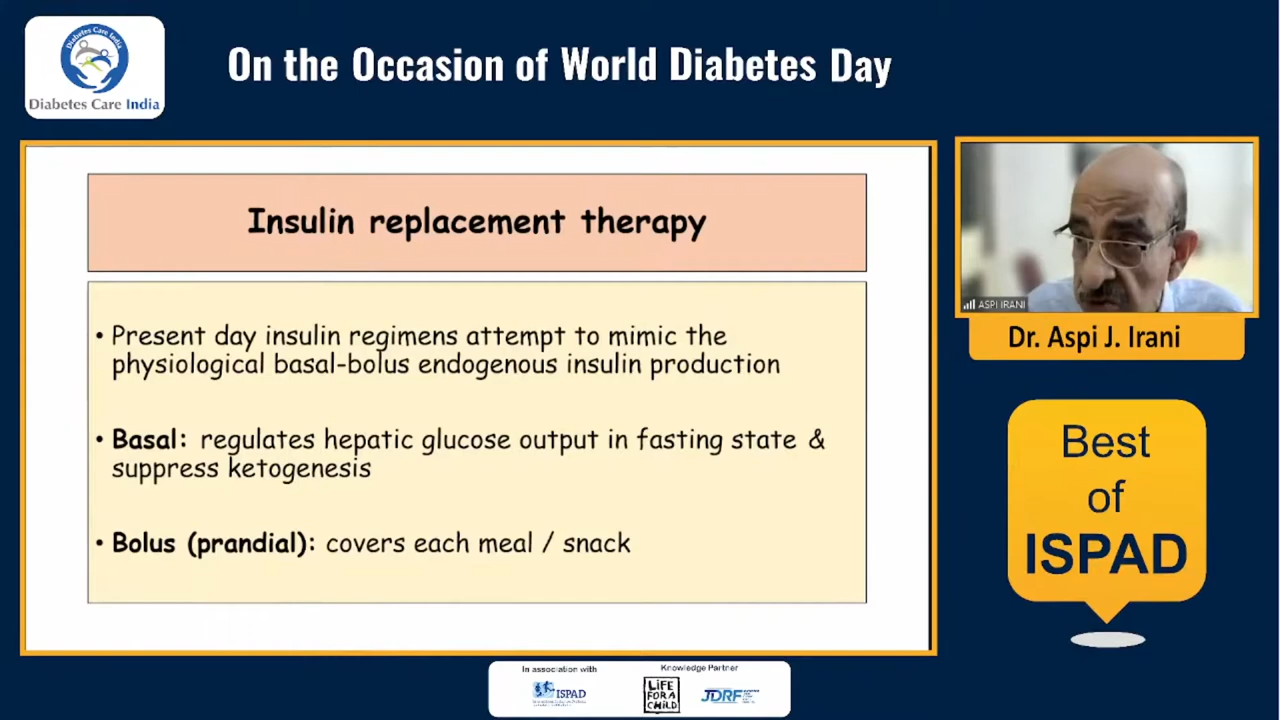 Diabetes Care India
Diabetes Care India
On the Occasion of World Diabetes Day
Insulin replacement therapy
• Present day insulin regimens attempt to mimic the
physiological basal-bolus endogenous insulin production
• Basal: regulates hepatic glucose output in fasting state &
suppress ketogenesis
• Bolus (prandial): covers each meal / snack
ASPI IRANI
Dr. Aspi J. Irani
Best
of
ISPAD
In association with
ISPAD
Knowledge Partner
LiFE
FOR A
CHILD
JDRF